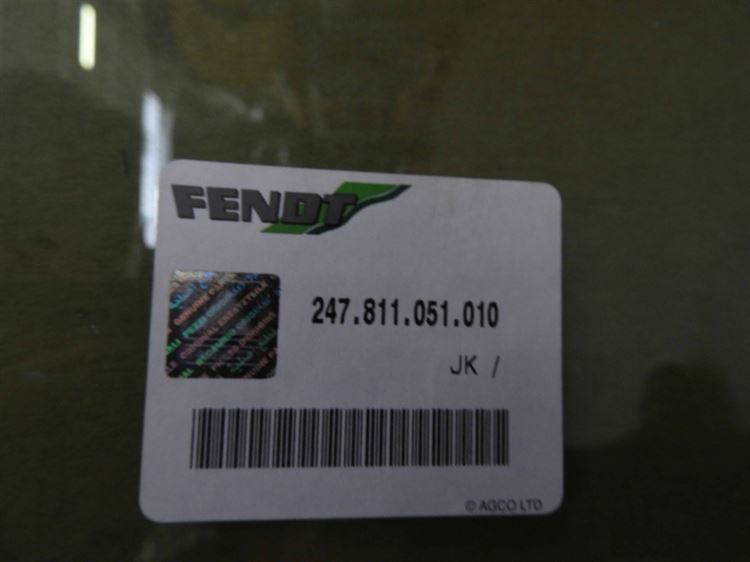 FENDT
247.811.051.010
JK /
© AGCO LTD